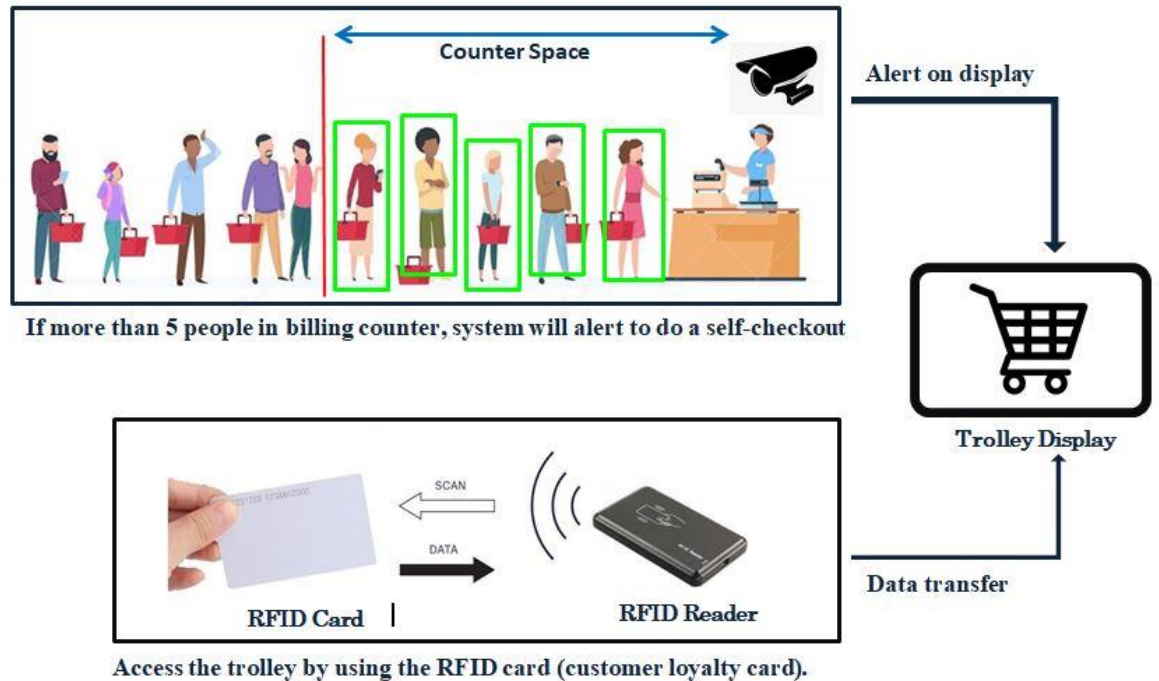 Counter Space
Alert on display
If more than 5 people in billing counter, system will alert to do a self-checkout
Trolley Display
SCAN
DATA
RFID Card
RFID Reader
Data transfer
Access the trolley by using the RFID card (customer loyalty card).